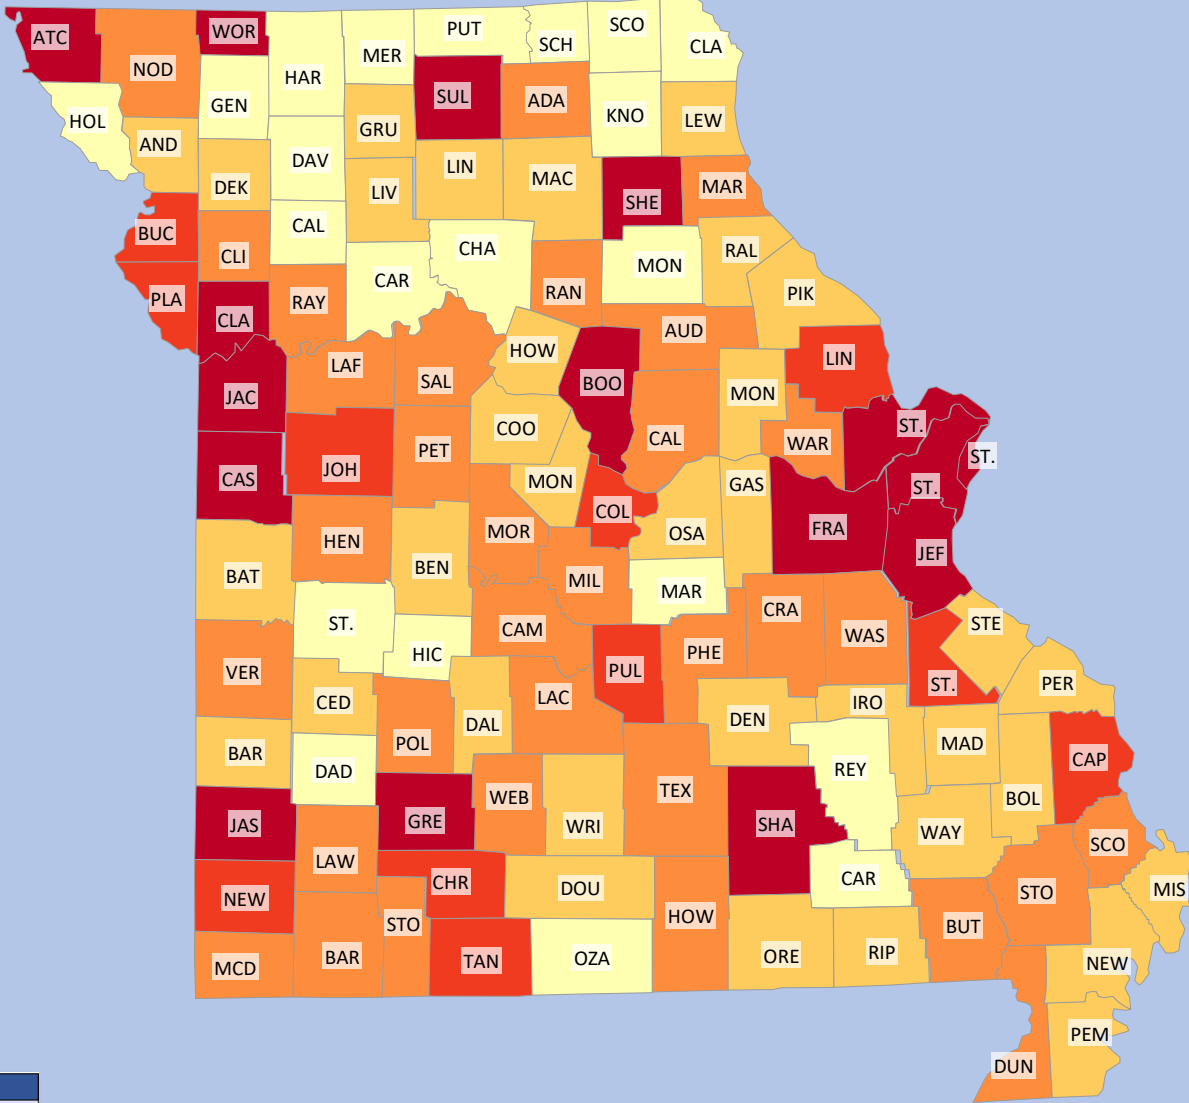 ATC
NOD
WOR
HAR
MER
PUT
SCH
SCO
CLA
HOL
AND
GEN
DAV
GRU
SUL
ADA
KNO
LEW
DEK
LIV
LIN
MAC
SHE
MAR
BUC
CLI
CAL
CAR
CHA
RAN
MON
RAL
PIK
PLA
CLA
RAY
LAF
SAL
HOW
BOO
AUD
LIN
JAC
JOH
PET
COO
MON
COL
CAL
MON
WAR
ST.
ST.
ST.
CAS
HEN
BEN
MOR
MIL
OSA
GAS
FRA
JEF
BAT
ST.
HIC
CAM
MAR
CRA
WAS
STE
VER
CED
POL
DAL
LAC
PUL
PHE
DEN
IRO
ST.
PER
BAR
DAD
GRE
WEB
WRI
TEX
SHA
REY
MAD
BOL
CAP
JAS
LAW
CHR
DOU
HOW
CAR
WAY
STO
SCO
MIS
NEW
BAR
STO
TAN
OZA
ORE
RIP
BUT
NEW
MCD
DUN
PEM